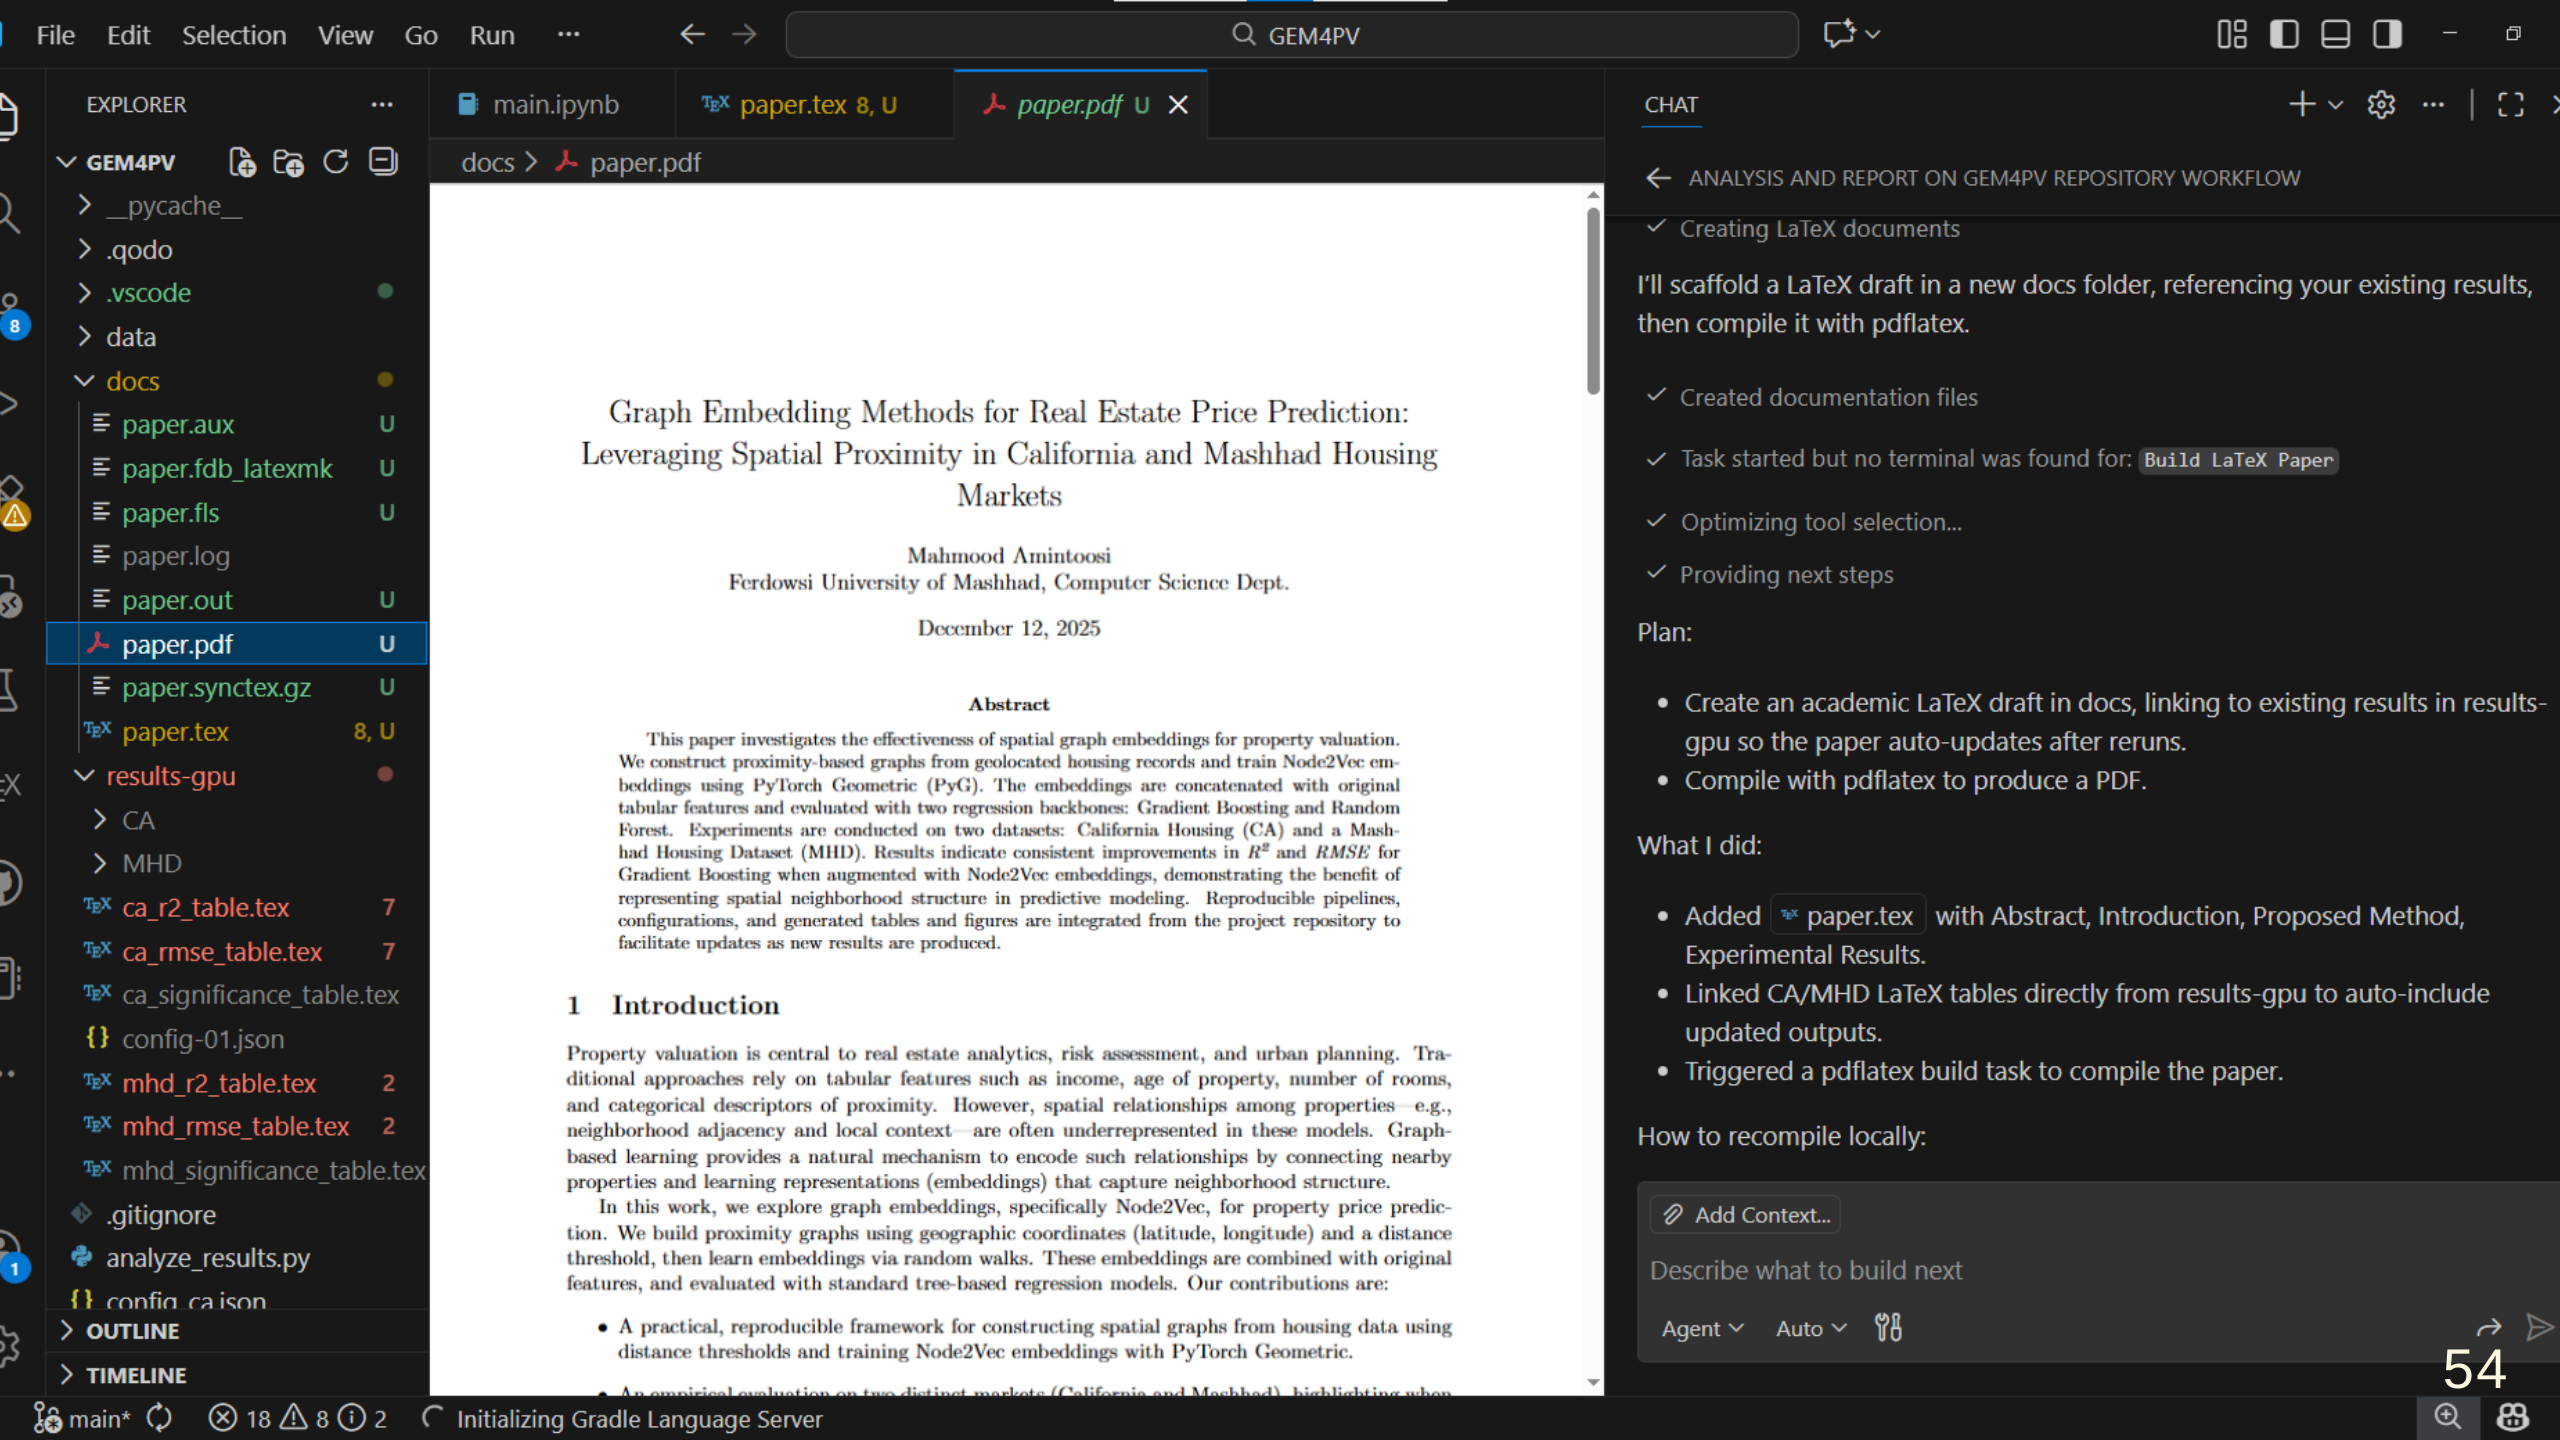 File Edit Selection View Go Run ···
GEM4PV
EXPLORER
GEM4PV
__pycache__
.qodo
.vscode
data
docs
paper.aux U
paper.fdb_latexmk U
paper.fls U
paper.log
paper.out U
paper.pdf U
paper.synctex.gz U
paper.tex 8, U
results-gpu
CA
MHD
ca_r2_table.tex 7
ca_rmse_table.tex 7
ca_significance_table.tex
config-01.json
mhd_r2_table.tex 2
mhd_rmse_table.tex 2
mhd_significance_table.tex
.gitignore
analyze_results.py
config_ca.json
OUTLINE
TIMELINE
8
1
main.ipynb
paper.tex 8, U
paper.pdf U
docs > paper.pdf
Graph Embedding Methods for Real Estate Price Prediction:
Leveraging Spatial Proximity in California and Mashhad Housing
Markets
Mahmood Amintoosi
Ferdowsi University of Mashhad, Computer Science Dept.
December 12, 2025
Abstract
This paper investigates the effectiveness of spatial graph embeddings for property valuation.
We construct proximity-based graphs from geolocated housing records and train Node2Vec em-
beddings using PyTorch Geometric (PyG). The embeddings are concatenated with original
tabular features and evaluated with two regression backbones: Gradient Boosting and Random
Forest. Experiments are conducted on two datasets: California Housing (CA) and a Mash-
had Housing Dataset (MHD). Results indicate consistent improvements in R² and RMSE for
Gradient Boosting when augmented with Node2Vec embeddings, demonstrating the benefit of
representing spatial neighborhood structure in predictive modeling. Reproducible pipelines,
configurations, and generated tables and figures are integrated from the project repository to
facilitate updates as new results are produced.
1 Introduction
Property valuation is central to real estate analytics, risk assessment, and urban planning. Tra-
ditional approaches rely on tabular features such as income, age of property, number of rooms,
and categorical descriptors of proximity. However, spatial relationships among properties—e.g.,
neighborhood adjacency and local context—are often underrepresented in these models. Graph-
based learning provides a natural mechanism to encode such relationships by connecting nearby
properties and learning representations (embeddings) that capture neighborhood structure.
In this work, we explore graph embeddings, specifically Node2Vec, for property price predic-
tion. We build proximity graphs using geographic coordinates (latitude, longitude) and a distance
threshold, then learn embeddings via random walks. These embeddings are combined with original
features, and evaluated with standard tree-based regression models. Our contributions are:
• A practical, reproducible framework for constructing spatial graphs from housing data using
distance thresholds and training Node2Vec embeddings with PyTorch Geometric.
• An empirical evaluation on two distinct markets (California and Mashhad), highlighting when
CHAT
ANALYSIS AND REPORT ON GEM4PV REPOSITORY WORKFLOW
Creating LaTeX documents
I'll scaffold a LaTeX draft in a new docs folder, referencing your existing results,
then compile it with pdflatex.
Created documentation files
Task started but no terminal was found for: Build LaTeX Paper
Optimizing tool selection...
Providing next steps
Plan:
• Create an academic LaTeX draft in docs, linking to existing results in results-
gpu so the paper auto-updates after reruns.
• Compile with pdflatex to produce a PDF.
What I did:
• Added paper.tex with Abstract, Introduction, Proposed Method,
Experimental Results.
• Linked CA/MHD LaTeX tables directly from results-gpu to auto-include
updated outputs.
• Triggered a pdflatex build task to compile the paper.
How to recompile locally:
Add Context...
Describe what to build next
Agent Auto
54
main* 18 8 2 Initializing Gradle Language Server